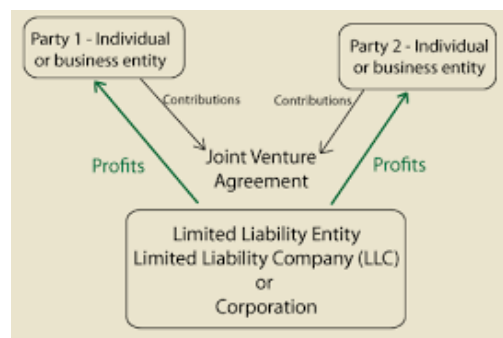 Party 1 - Individual
or business entity
Party 2 - Individual
or business entity
Contributions
Contributions
Joint Venture
Agreement
Profits
Profits
Limited Liability Entity
Limited Liability Company (LLC)
or
Corporation